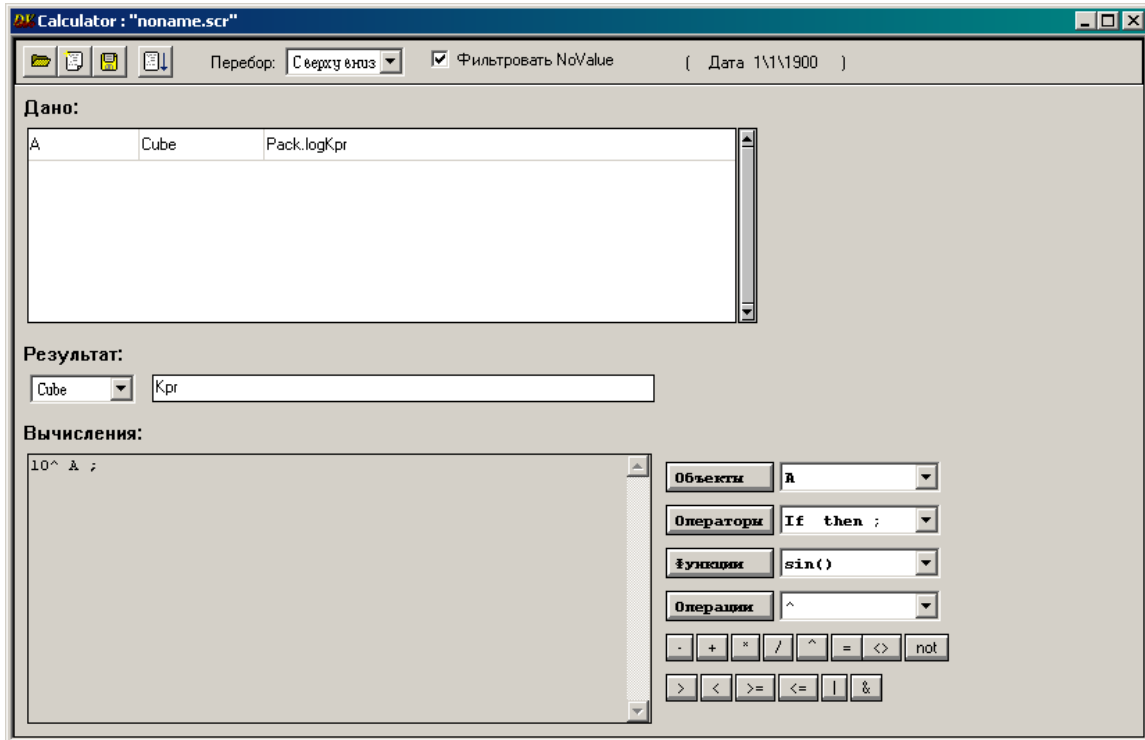 DV Calculator : "noname.scr"
Перебор: Сверху вниз Фильтровать NoValue ( Дата 1\1\1900 )
Дано:
A Cube Pack.logKpr
Результат:
Cube Kpr
Вычисления:
10^ A ;
Объекты A
Операторы If then ;
Функции sin()
Операции ^
- + * / ^ = <> not
> < >= <= | &